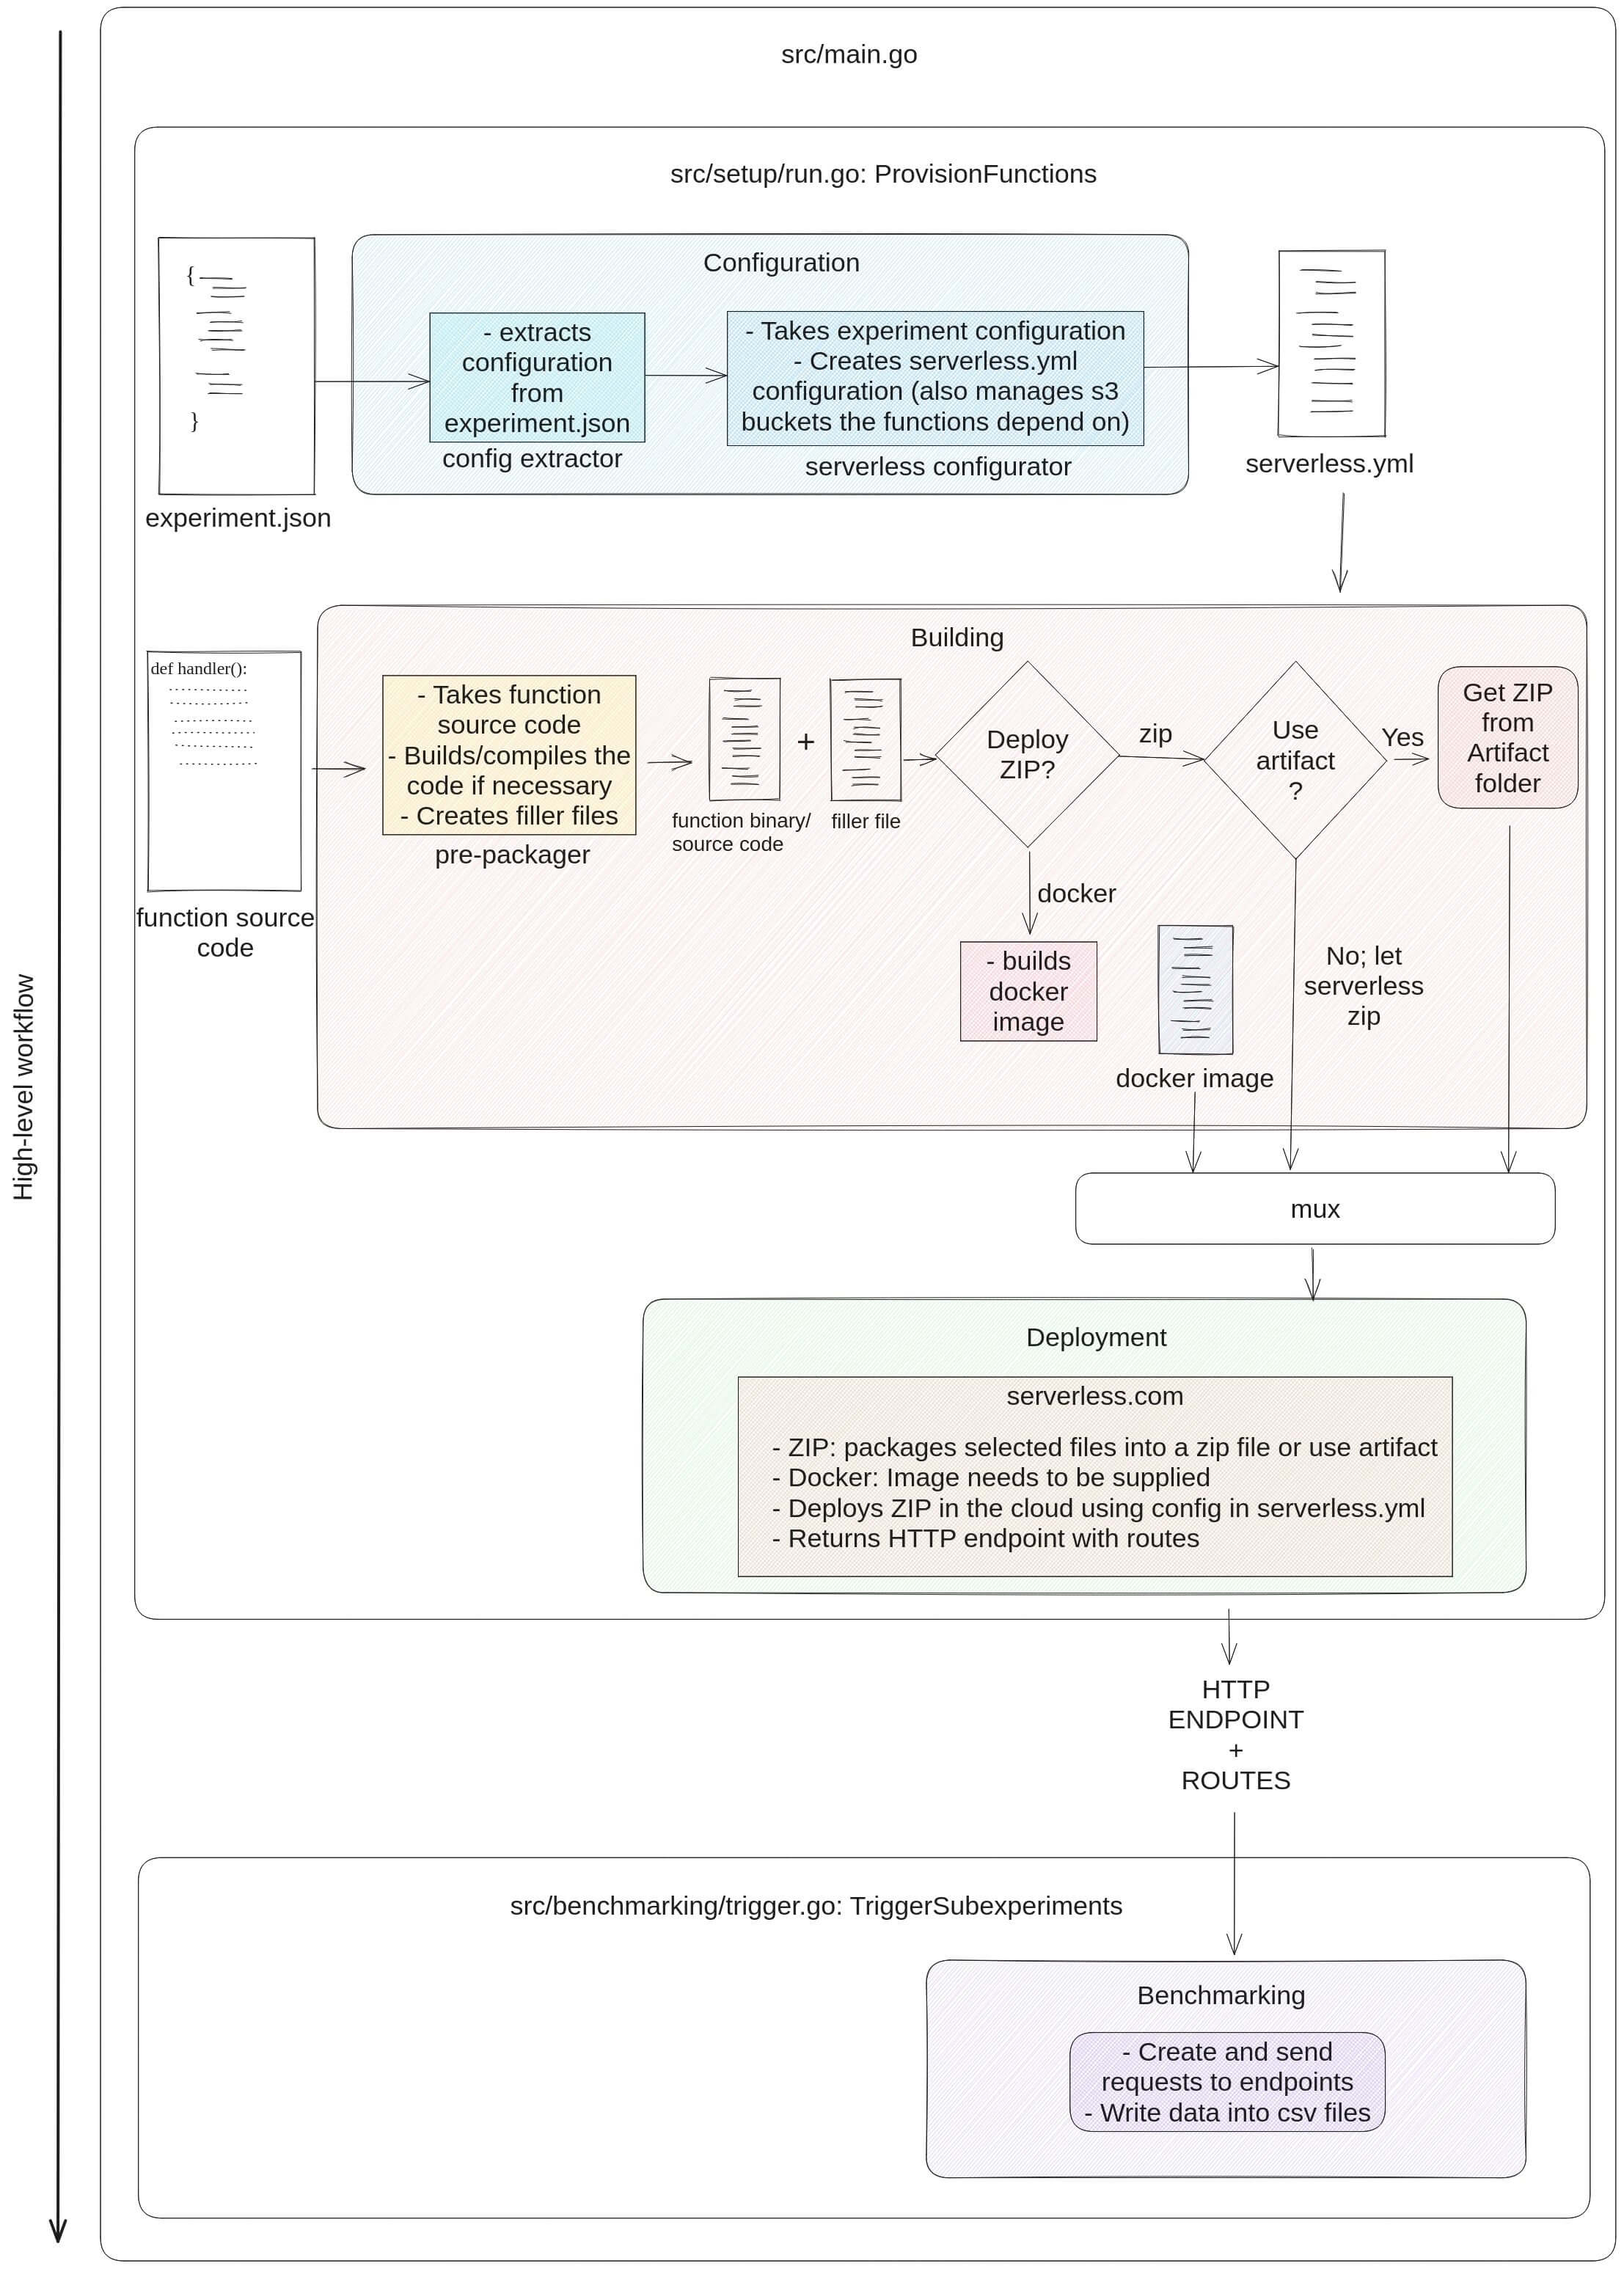 src/main.go
src/setup/run.go: ProvisionFunctions
{
}
experiment.json
Configuration
- extracts
configuration
from
experiment.json
config extractor
- Takes experiment configuration
- Creates serverless.yml
configuration (also manages s3
buckets the functions depend on)
serverless configurator
serverless.yml
Building
def handler():
function source
code
- Takes function
source code
- Builds/compiles the
code if necessary
- Creates filler files
pre-packager
function binary/
source code
+
filler file
Deploy
ZIP?
zip
Use
artifact
?
Yes
Get ZIP
from
Artifact
folder
docker
- builds
docker
image
docker image
No; let
serverless
zip
mux
High-level workflow
Deployment
serverless.com
- ZIP: packages selected files into a zip file or use artifact
- Docker: Image needs to be supplied
- Deploys ZIP in the cloud using config in serverless.yml
- Returns HTTP endpoint with routes
HTTP
ENDPOINT
+
ROUTES
src/benchmarking/trigger.go: TriggerSubexperiments
Benchmarking
- Create and send
requests to endpoints
- Write data into csv files